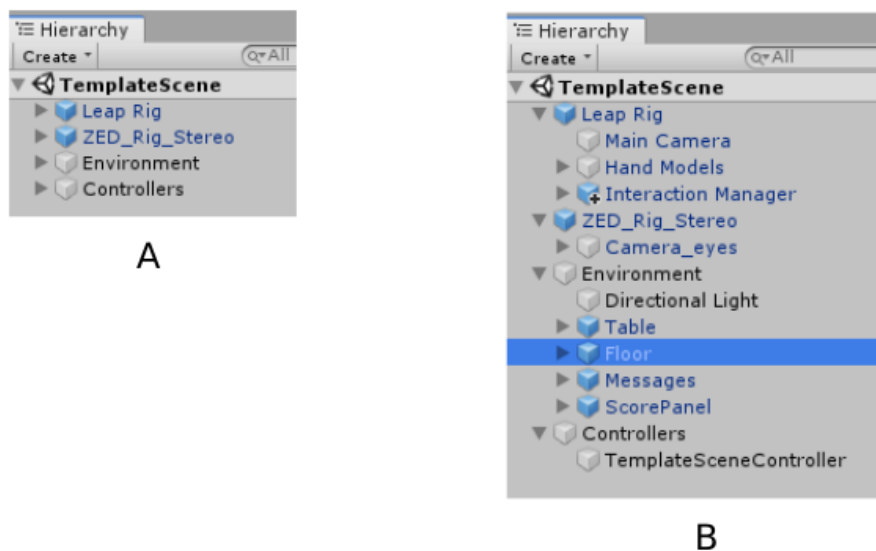 Hierarchy
Create
All
TemplateScene
Leap Rig
ZED_Rig_Stereo
Environment
Controllers
A
Hierarchy
Create
All
TemplateScene
Leap Rig
Main Camera
Hand Models
Interaction Manager
ZED_Rig_Stereo
Camera_eyes
Environment
Directional Light
Table
Floor
Messages
ScorePanel
Controllers
TemplateSceneController
B